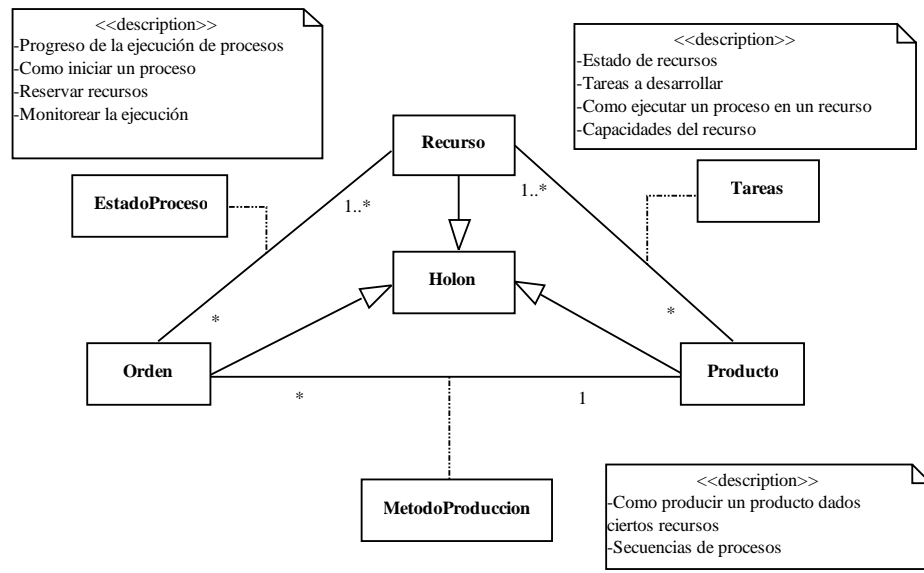 <<description>>
-Progreso de la ejecución de procesos
-Como iniciar un proceso
-Reservar recursos
-Monitorear la ejecución
<<description>>
-Estado de recursos
-Tareas a desarrollar
-Como ejecutar un proceso en un recurso
-Capacidades del recurso
Recurso
EstadoProceso
Tareas
1..*
1..*
Holon
*
*
Orden
Producto
*
1
MetodoProduccion
<<description>>
-Como producir un producto dados
ciertos recursos
-Secuencias de procesos